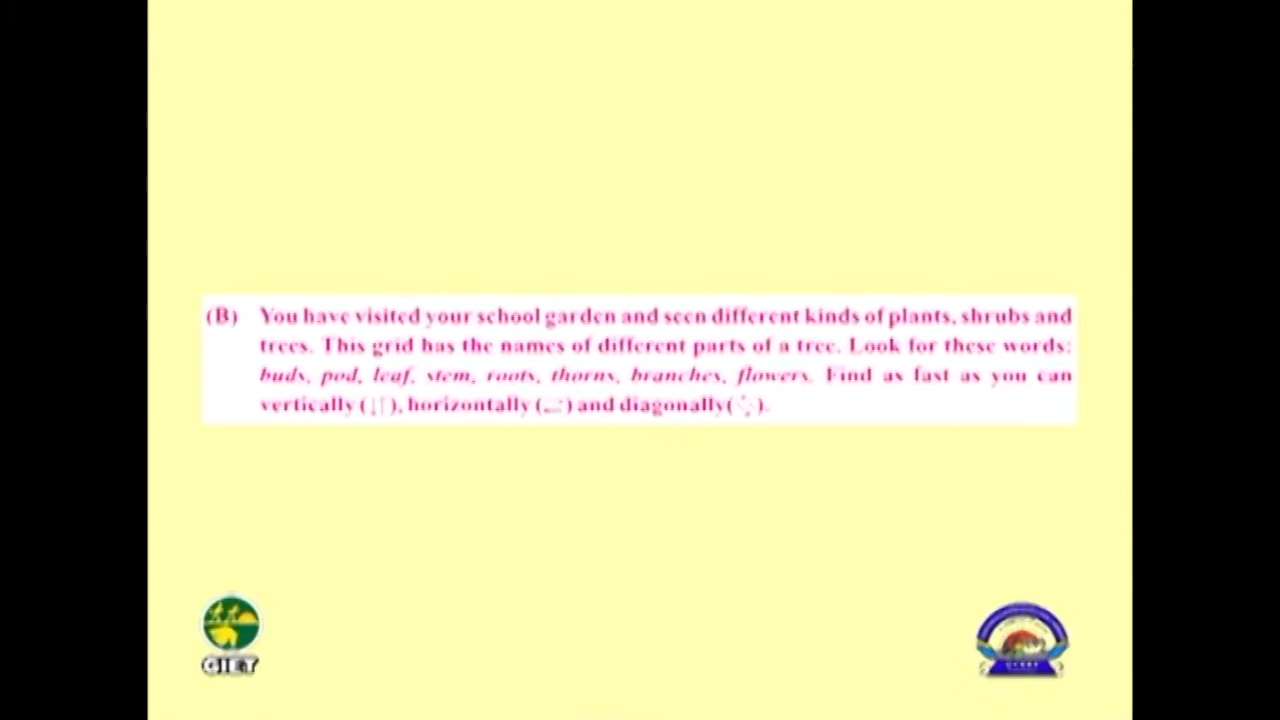 (B) You have visited your school garden and seen different kinds of plants, shrubs and
trees. This grid has the names of different parts of a tree. Look for these words:
buds, pod, leaf, stem, roots, thorns, branches, flowers. Find as fast as you can
vertically (↓↑), horizontally (⇌) and diagonally( ).
GIET